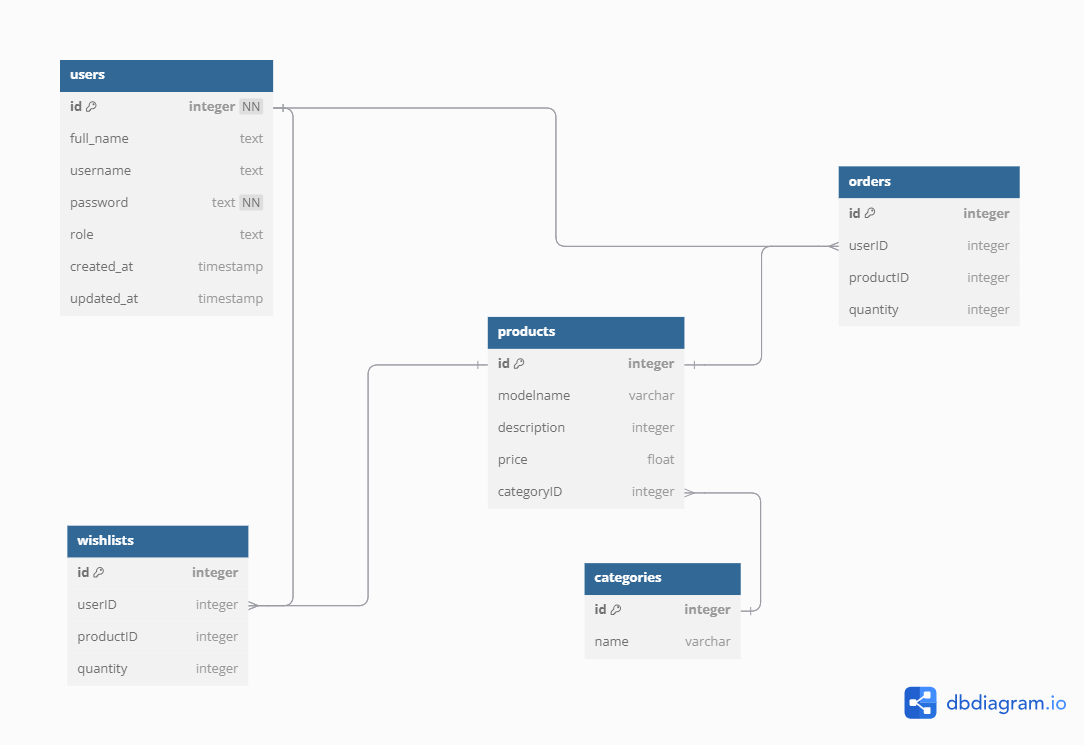 users
id integer NN
full_name text
username text
password text NN
role text
created_at timestamp
updated_at timestamp
orders
id integer
userID integer
productID integer
quantity integer
products
id integer
modelname varchar
description integer
price float
categoryID integer
wishlists
id integer
userID integer
productID integer
quantity integer
categories
id integer
name varchar
dbdiagram.io